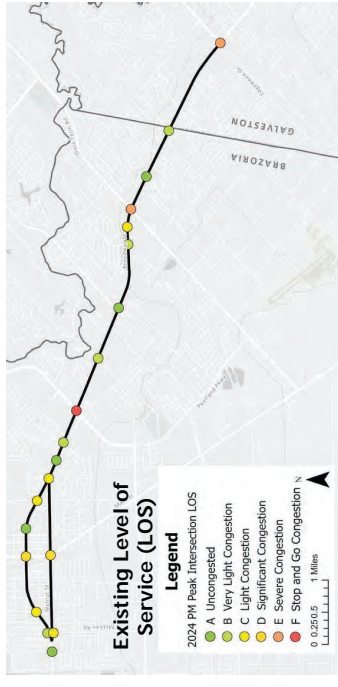 GALVESTON
BRAZORIA
Existing Level of
Service (LOS)
Legend
2024 PM Peak Intersection LOS
A Uncongested
B Very Light Congestion
C Light Congestion
D Significant Congestion
E Severe Congestion
F Stop and Go Congestion
0 0.25 0.5 1 Miles
N